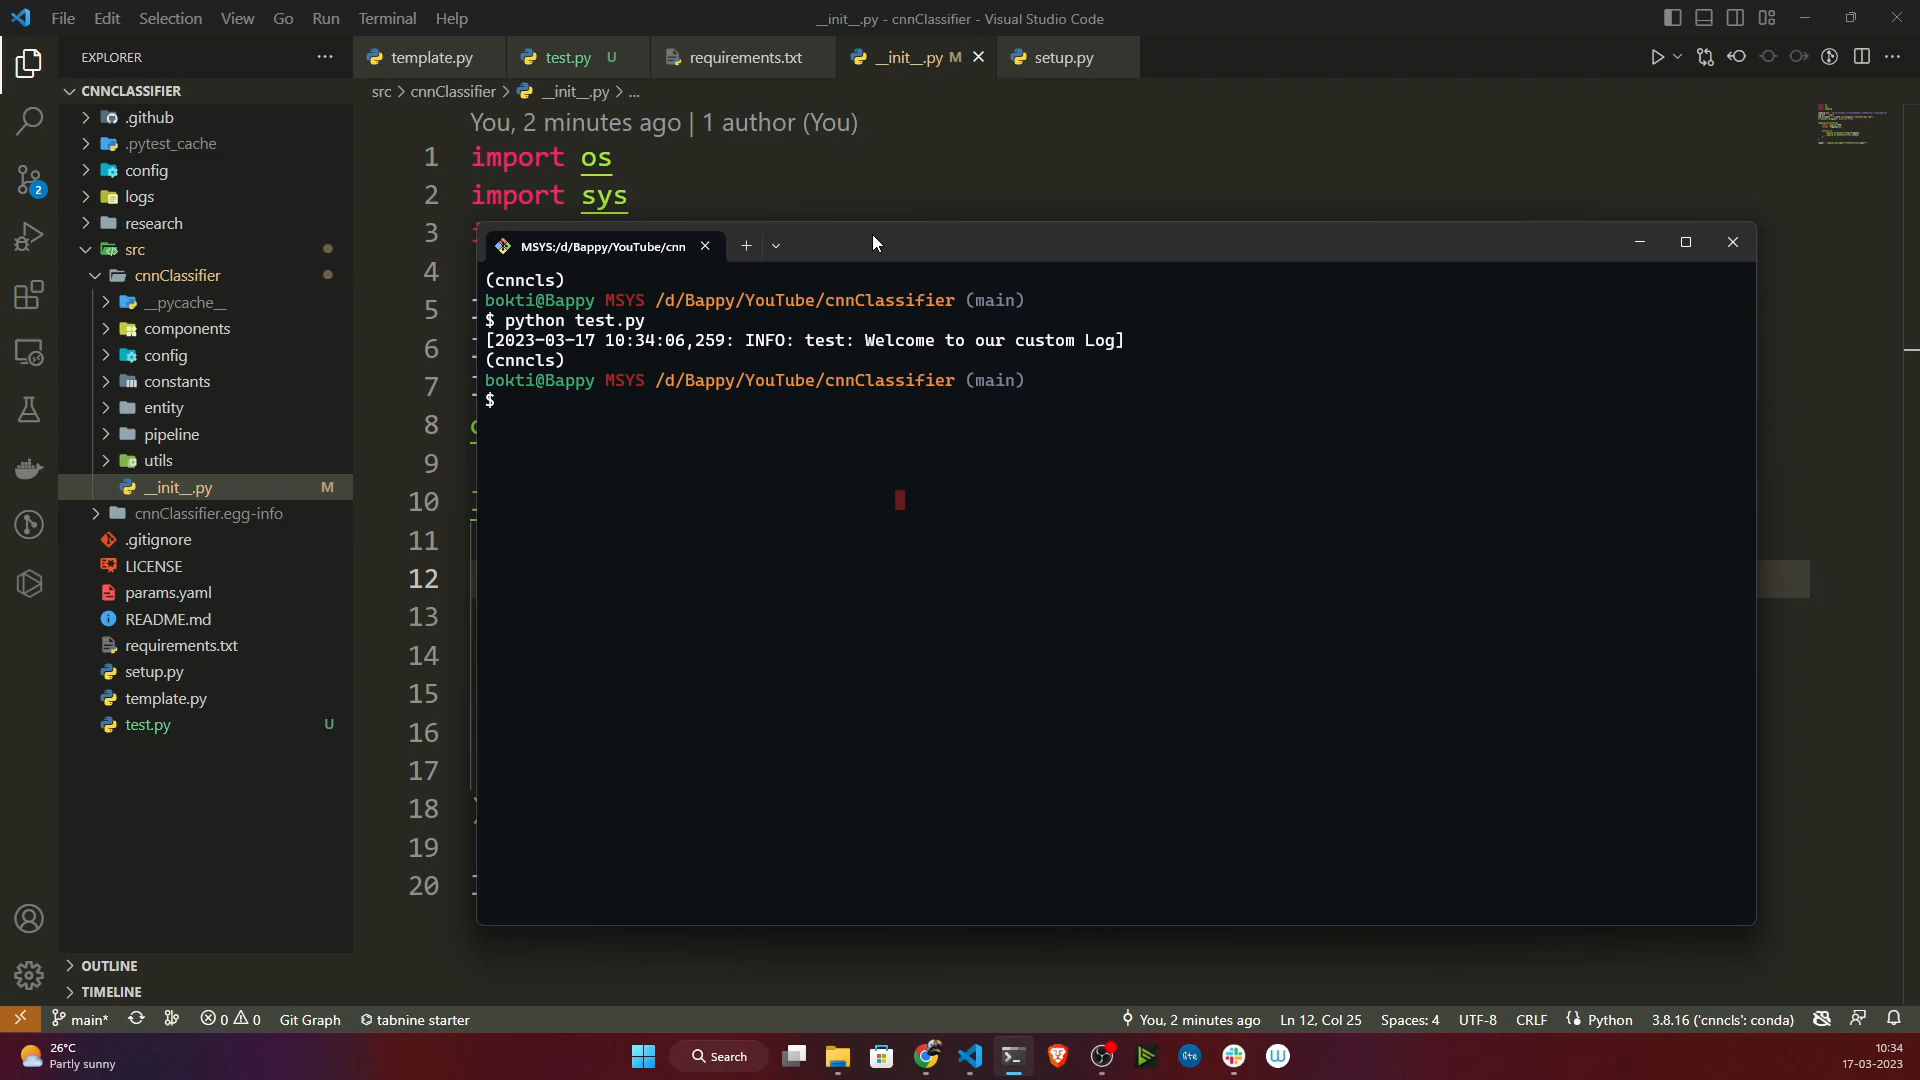 File Edit Selection View Go Run Terminal Help
__init__.py - cnnClassifier - Visual Studio Code
EXPLORER
template.py
test.py U
requirements.txt
__init__.py M
setup.py
CNNCLASSIFIER
.github
.pytest_cache
config
logs
research
src
cnnClassifier
__pycache__
components
config
constants
entity
pipeline
utils
__init__.py M
cnnClassifier.egg-info
.gitignore
LICENSE
params.yaml
README.md
requirements.txt
setup.py
template.py
test.py U
OUTLINE
TIMELINE
src > cnnClassifier > __init__.py > ...
You, 2 minutes ago | 1 author (You)
1 import os
2 import sys
3
4
5
6
7
8
9
10
11
12
13
14
15
16
17
18
19
20
MSYS:/d/Bappy/YouTube/cnn
(cnncls)
bokti@Bappy MSYS /d/Bappy/YouTube/cnnClassifier (main)
$ python test.py
[2023-03-17 10:34:06,259: INFO: test: Welcome to our custom Log]
(cnncls)
bokti@Bappy MSYS /d/Bappy/YouTube/cnnClassifier (main)
$
2
main* 0 0 Git Graph tabnine starter
You, 2 minutes ago Ln 12, Col 25 Spaces: 4 UTF-8 CRLF Python 3.8.16 ('cnncls': conda)
26°C
Partly sunny
Search
lite
10:34
17-03-2023